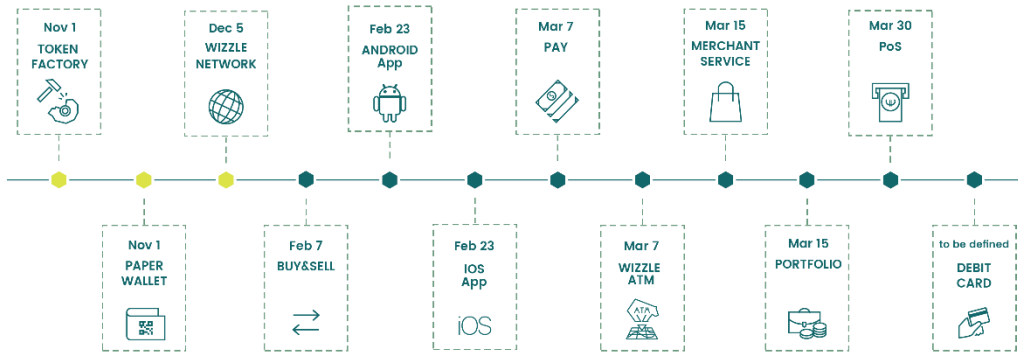 Nov 1
TOKEN
FACTORY
Dec 5
WIZZLE
NETWORK
Feb 23
ANDROID
App
Mar 7
PAY
Mar 15
MERCHANT
SERVICE
Mar 30
PoS
Nov 1
PAPER
WALLET
Feb 7
BUY&SELL
Feb 23
IOS
App
iOS
Mar 7
WIZZLE
ATM
ATM
Mar 15
PORTFOLIO
to be defined
DEBIT
CARD